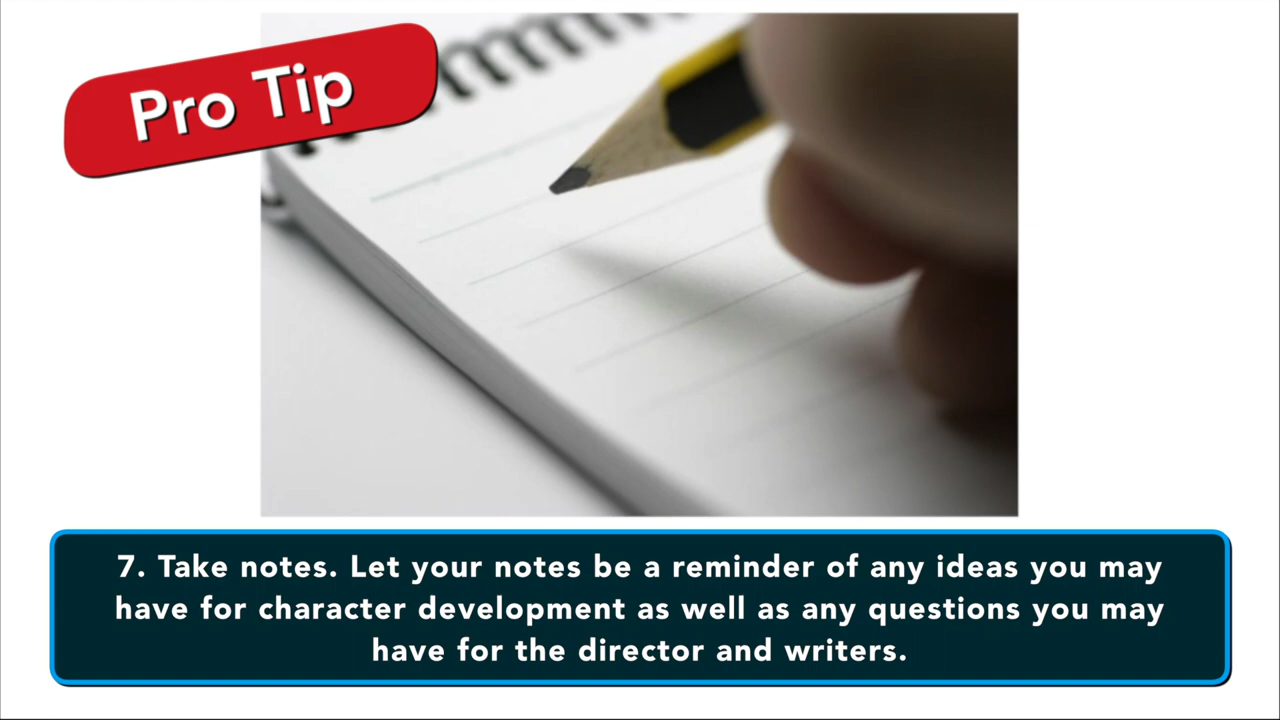 Pro Tip
7. Take notes. Let your notes be a reminder of any ideas you may
have for character development as well as any questions you may
have for the director and writers.